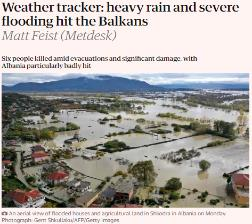 Weather tracker: heavy rain and severe
flooding hit the Balkans
Matt Feist (Metdesk)
Six people killed amid evacuations and significant damage, with
Albania particularly badly hit
An aerial view of flooded houses and agricultural land in Shkodra in Albania on Monday.
Photograph: Gent Shkullaku/AFP/Getty Images